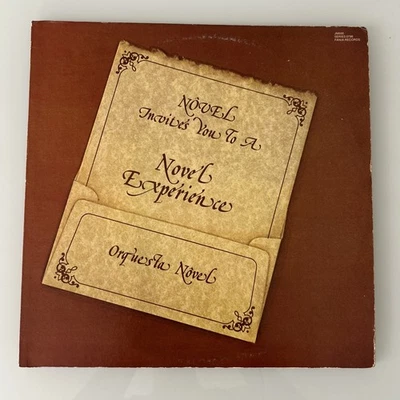 NOVEL
Invites You To A
Novel
Experience
Orquesta Novel